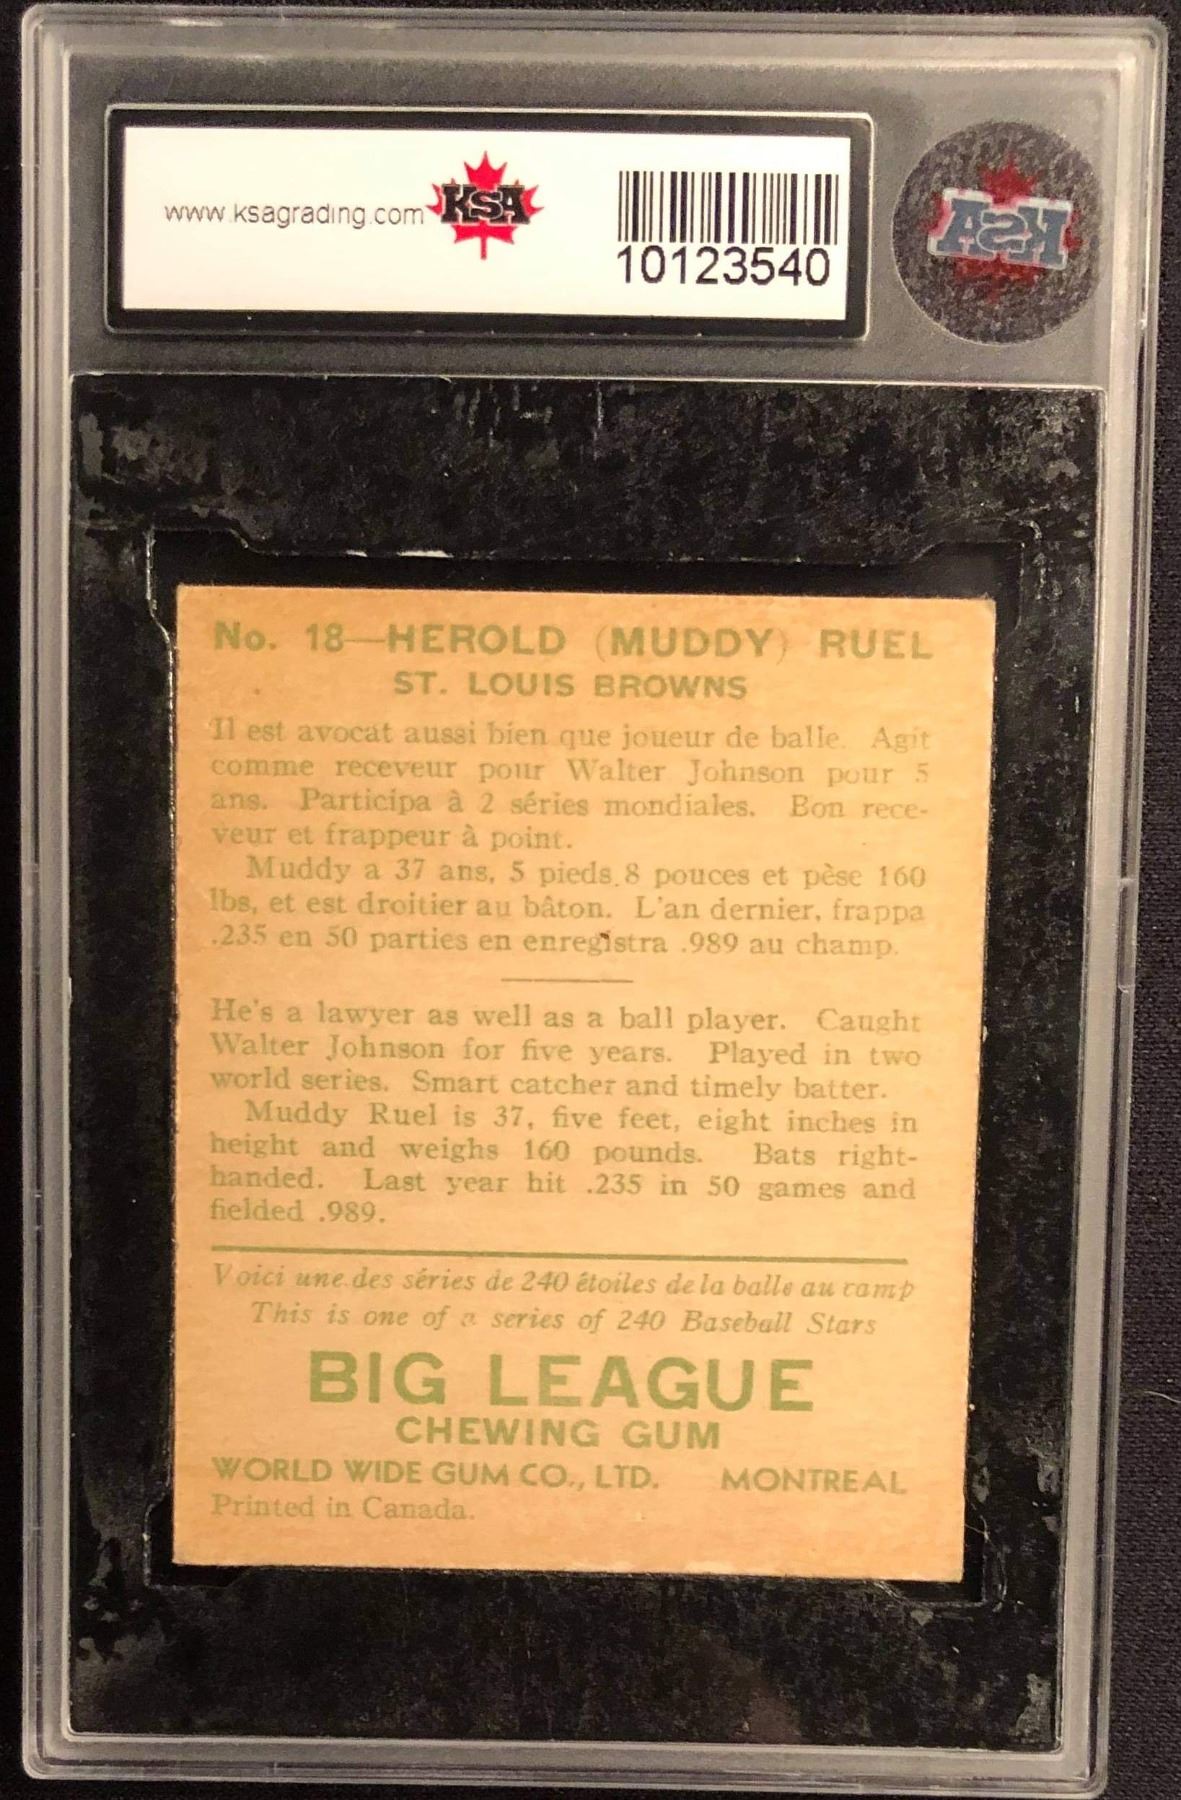 www.ksagrading.com KSA
10123540
KSA
No. 18—HEROLD (MUDDY) RUEL
ST. LOUIS BROWNS
Il est avocat aussi bien que joueur de balle. Agit
comme receveur pour Walter Johnson pour 5
ans. Participa à 2 séries mondiales. Bon rece-
veur et frappeur à point.
Muddy a 37 ans, 5 pieds 8 pouces et pèse 160
lbs, et est droitier au bâton. L'an dernier, frappa
.235 en 50 parties en enregistra .989 au champ.
He's a lawyer as well as a ball player. Caught
Walter Johnson for five years. Played in two
world series. Smart catcher and timely batter.
Muddy Ruel is 37, five feet, eight inches in
height and weighs 160 pounds. Bats right-
handed. Last year hit .235 in 50 games and
fielded .989.
Voici une des séries de 240 étoiles de la balle au camp
This is one of a series of 240 Baseball Stars
BIG LEAGUE
CHEWING GUM
WORLD WIDE GUM CO., LTD. MONTREAL
Printed in Canada.